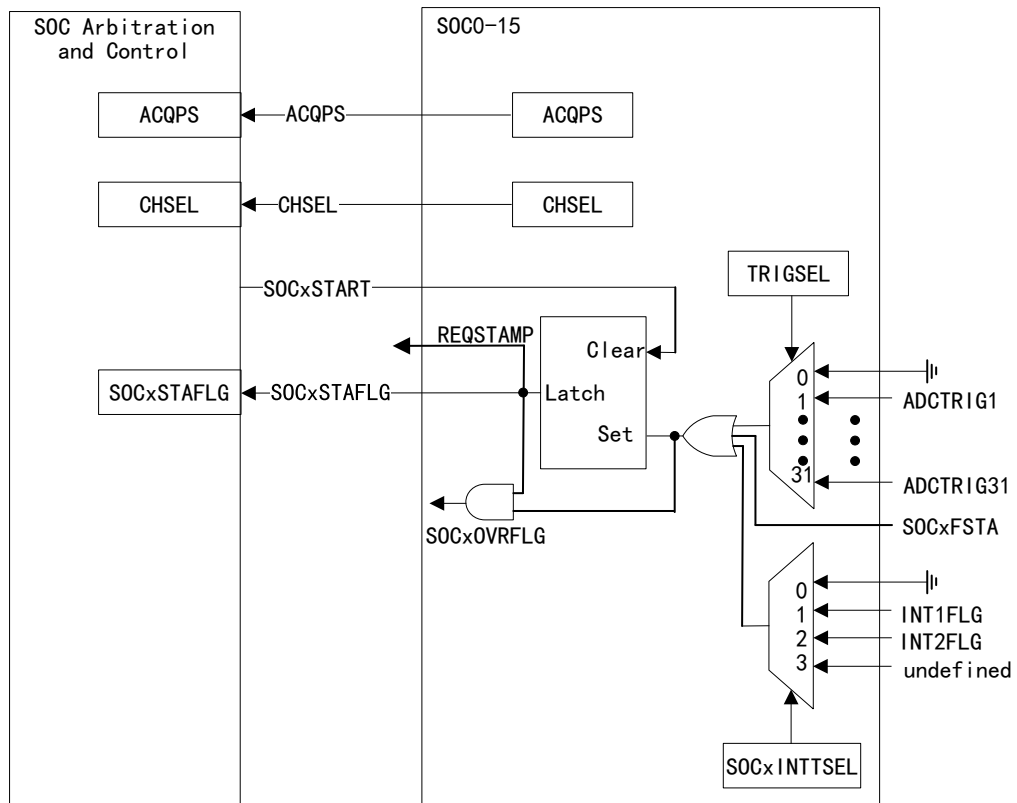 SOC Arbitration
and Control
SOC0-15
ACQPS
ACQPS
ACQPS
CHSEL
CHSEL
CHSEL
TRIGSEL
SOCxSTART
REQSTAMP
Clear
0
SOCxSTAFLG
SOCxSTAFLG
Latch
1
ADCTRIG1
Set
31
ADCTRIG31
SOCxOVRFLG
SOCxFSTA
0
1
INT1FLG
2
INT2FLG
3
undefined
SOCxINTTSEL